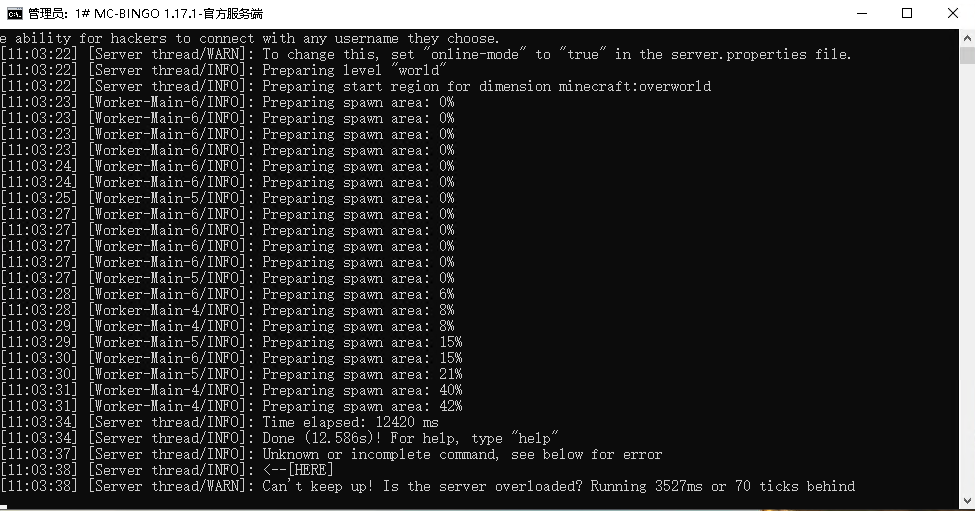 管理员: 1# MC-BINGO 1.17.1-官方服务端
e ability for hackers to connect with any username they choose.
[11:03:22] [Server thread/WARN]: To change this, set "online-mode" to "true" in the server.properties file.
[11:03:22] [Server thread/INFO]: Preparing level "world"
[11:03:22] [Server thread/INFO]: Preparing start region for dimension minecraft:overworld
[11:03:23] [Worker-Main-6/INFO]: Preparing spawn area: 0%
[11:03:23] [Worker-Main-6/INFO]: Preparing spawn area: 0%
[11:03:23] [Worker-Main-6/INFO]: Preparing spawn area: 0%
[11:03:23] [Worker-Main-6/INFO]: Preparing spawn area: 0%
[11:03:24] [Worker-Main-6/INFO]: Preparing spawn area: 0%
[11:03:24] [Worker-Main-6/INFO]: Preparing spawn area: 0%
[11:03:25] [Worker-Main-5/INFO]: Preparing spawn area: 0%
[11:03:27] [Worker-Main-6/INFO]: Preparing spawn area: 0%
[11:03:27] [Worker-Main-6/INFO]: Preparing spawn area: 0%
[11:03:27] [Worker-Main-6/INFO]: Preparing spawn area: 0%
[11:03:27] [Worker-Main-6/INFO]: Preparing spawn area: 0%
[11:03:27] [Worker-Main-5/INFO]: Preparing spawn area: 0%
[11:03:28] [Worker-Main-6/INFO]: Preparing spawn area: 6%
[11:03:28] [Worker-Main-4/INFO]: Preparing spawn area: 8%
[11:03:29] [Worker-Main-4/INFO]: Preparing spawn area: 8%
[11:03:29] [Worker-Main-5/INFO]: Preparing spawn area: 15%
[11:03:30] [Worker-Main-6/INFO]: Preparing spawn area: 15%
[11:03:30] [Worker-Main-5/INFO]: Preparing spawn area: 21%
[11:03:31] [Worker-Main-4/INFO]: Preparing spawn area: 40%
[11:03:31] [Worker-Main-4/INFO]: Preparing spawn area: 42%
[11:03:34] [Server thread/INFO]: Time elapsed: 12420 ms
[11:03:34] [Server thread/INFO]: Done (12.586s)! For help, type "help"
[11:03:37] [Server thread/INFO]: Unknown or incomplete command, see below for error
[11:03:38] [Server thread/INFO]: <--[HERE]
[11:03:38] [Server thread/WARN]: Can't keep up! Is the server overloaded? Running 3527ms or 70 ticks behind